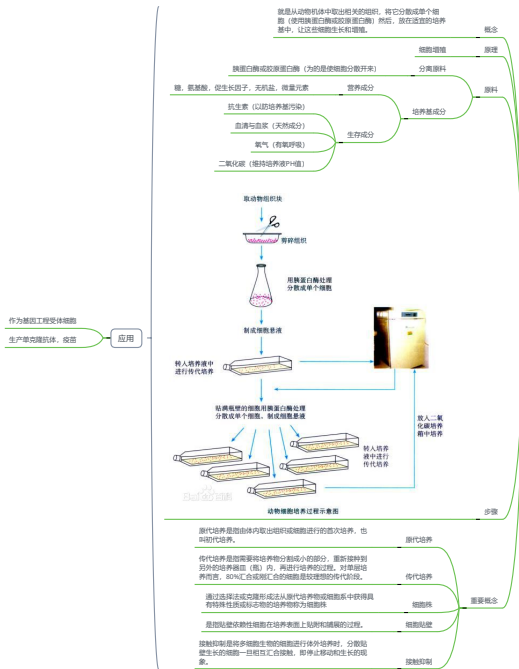 就是从动物机体中取出相关的组织，将它分散成单个细
胞（使用胰蛋白酶或胶原蛋白酶）然后，放在适宜的培养
基中，让这些细胞生长和增殖。
概念
细胞增殖
原理
胰蛋白酶或胶原蛋白酶（为的是使细胞分散开来）
分离原料
糖，氨基酸，促生长因子，无机盐，微量元素
营养成分
原料
抗生素（以防培养基污染）
培养基成分
血清与血浆（天然成分）
生存成分
氧气（有氧呼吸）
二氧化碳（维持培养液PH值）
取动物组织块
剪碎组织
用胰蛋白酶处理
分散成单个细胞
制成细胞悬液
转入培养液中
进行传代培养
贴满瓶壁的细胞用胰蛋白酶处理
分散成单个细胞，制成细胞悬液
放入二氧
化碳培养
箱中培养
转入培养
液中进行
传代培养
动物细胞培养过程示意图
步骤
作为基因工程受体细胞
生产单克隆抗体，疫苗
应用
原代培养是指由体内取出组织或细胞进行的首次培养，也
叫初代培养。
原代培养
传代培养是指需要将培养物分割成小的部分，重新接种到
另外的培养器皿（瓶）内，再进行培养的过程。对单层培
养而言，80%汇合或刚汇合的细胞是较理想的传代阶段。
传代培养
通过选择法或克隆形成法从原代培养物或细胞系中获得具
有特殊性质或标志物的培养物称为细胞株
细胞株
重要概念
是指贴壁依赖性细胞在培养表面上贴附和铺展的过程。
细胞贴壁
接触抑制是将多细胞生物的细胞进行体外培养时，分散贴
壁生长的细胞一旦相互汇合接触，即停止移动和生长的现
象。
接触抑制